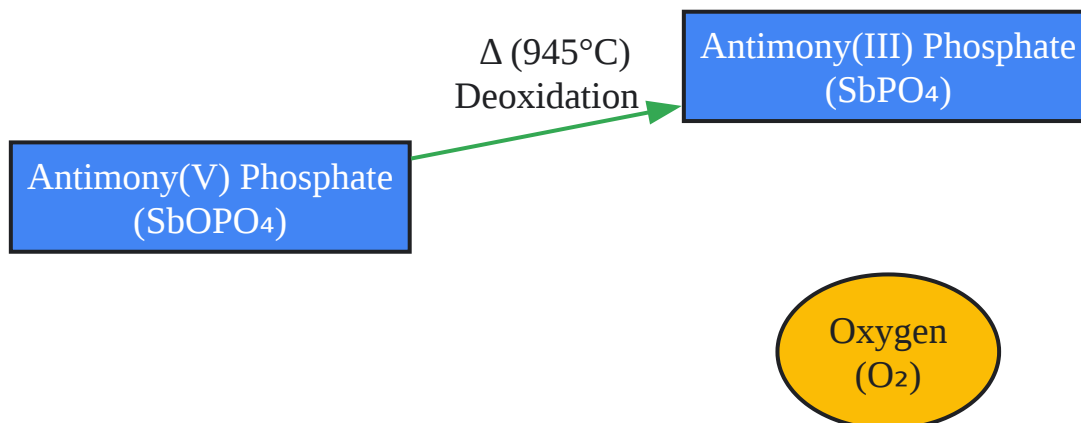 Δ (945°C)
Deoxidation
Antimony(III) Phosphate
(SbPO₄)
Antimony(V) Phosphate
(SbOPO₄)
Oxygen
(O₂)